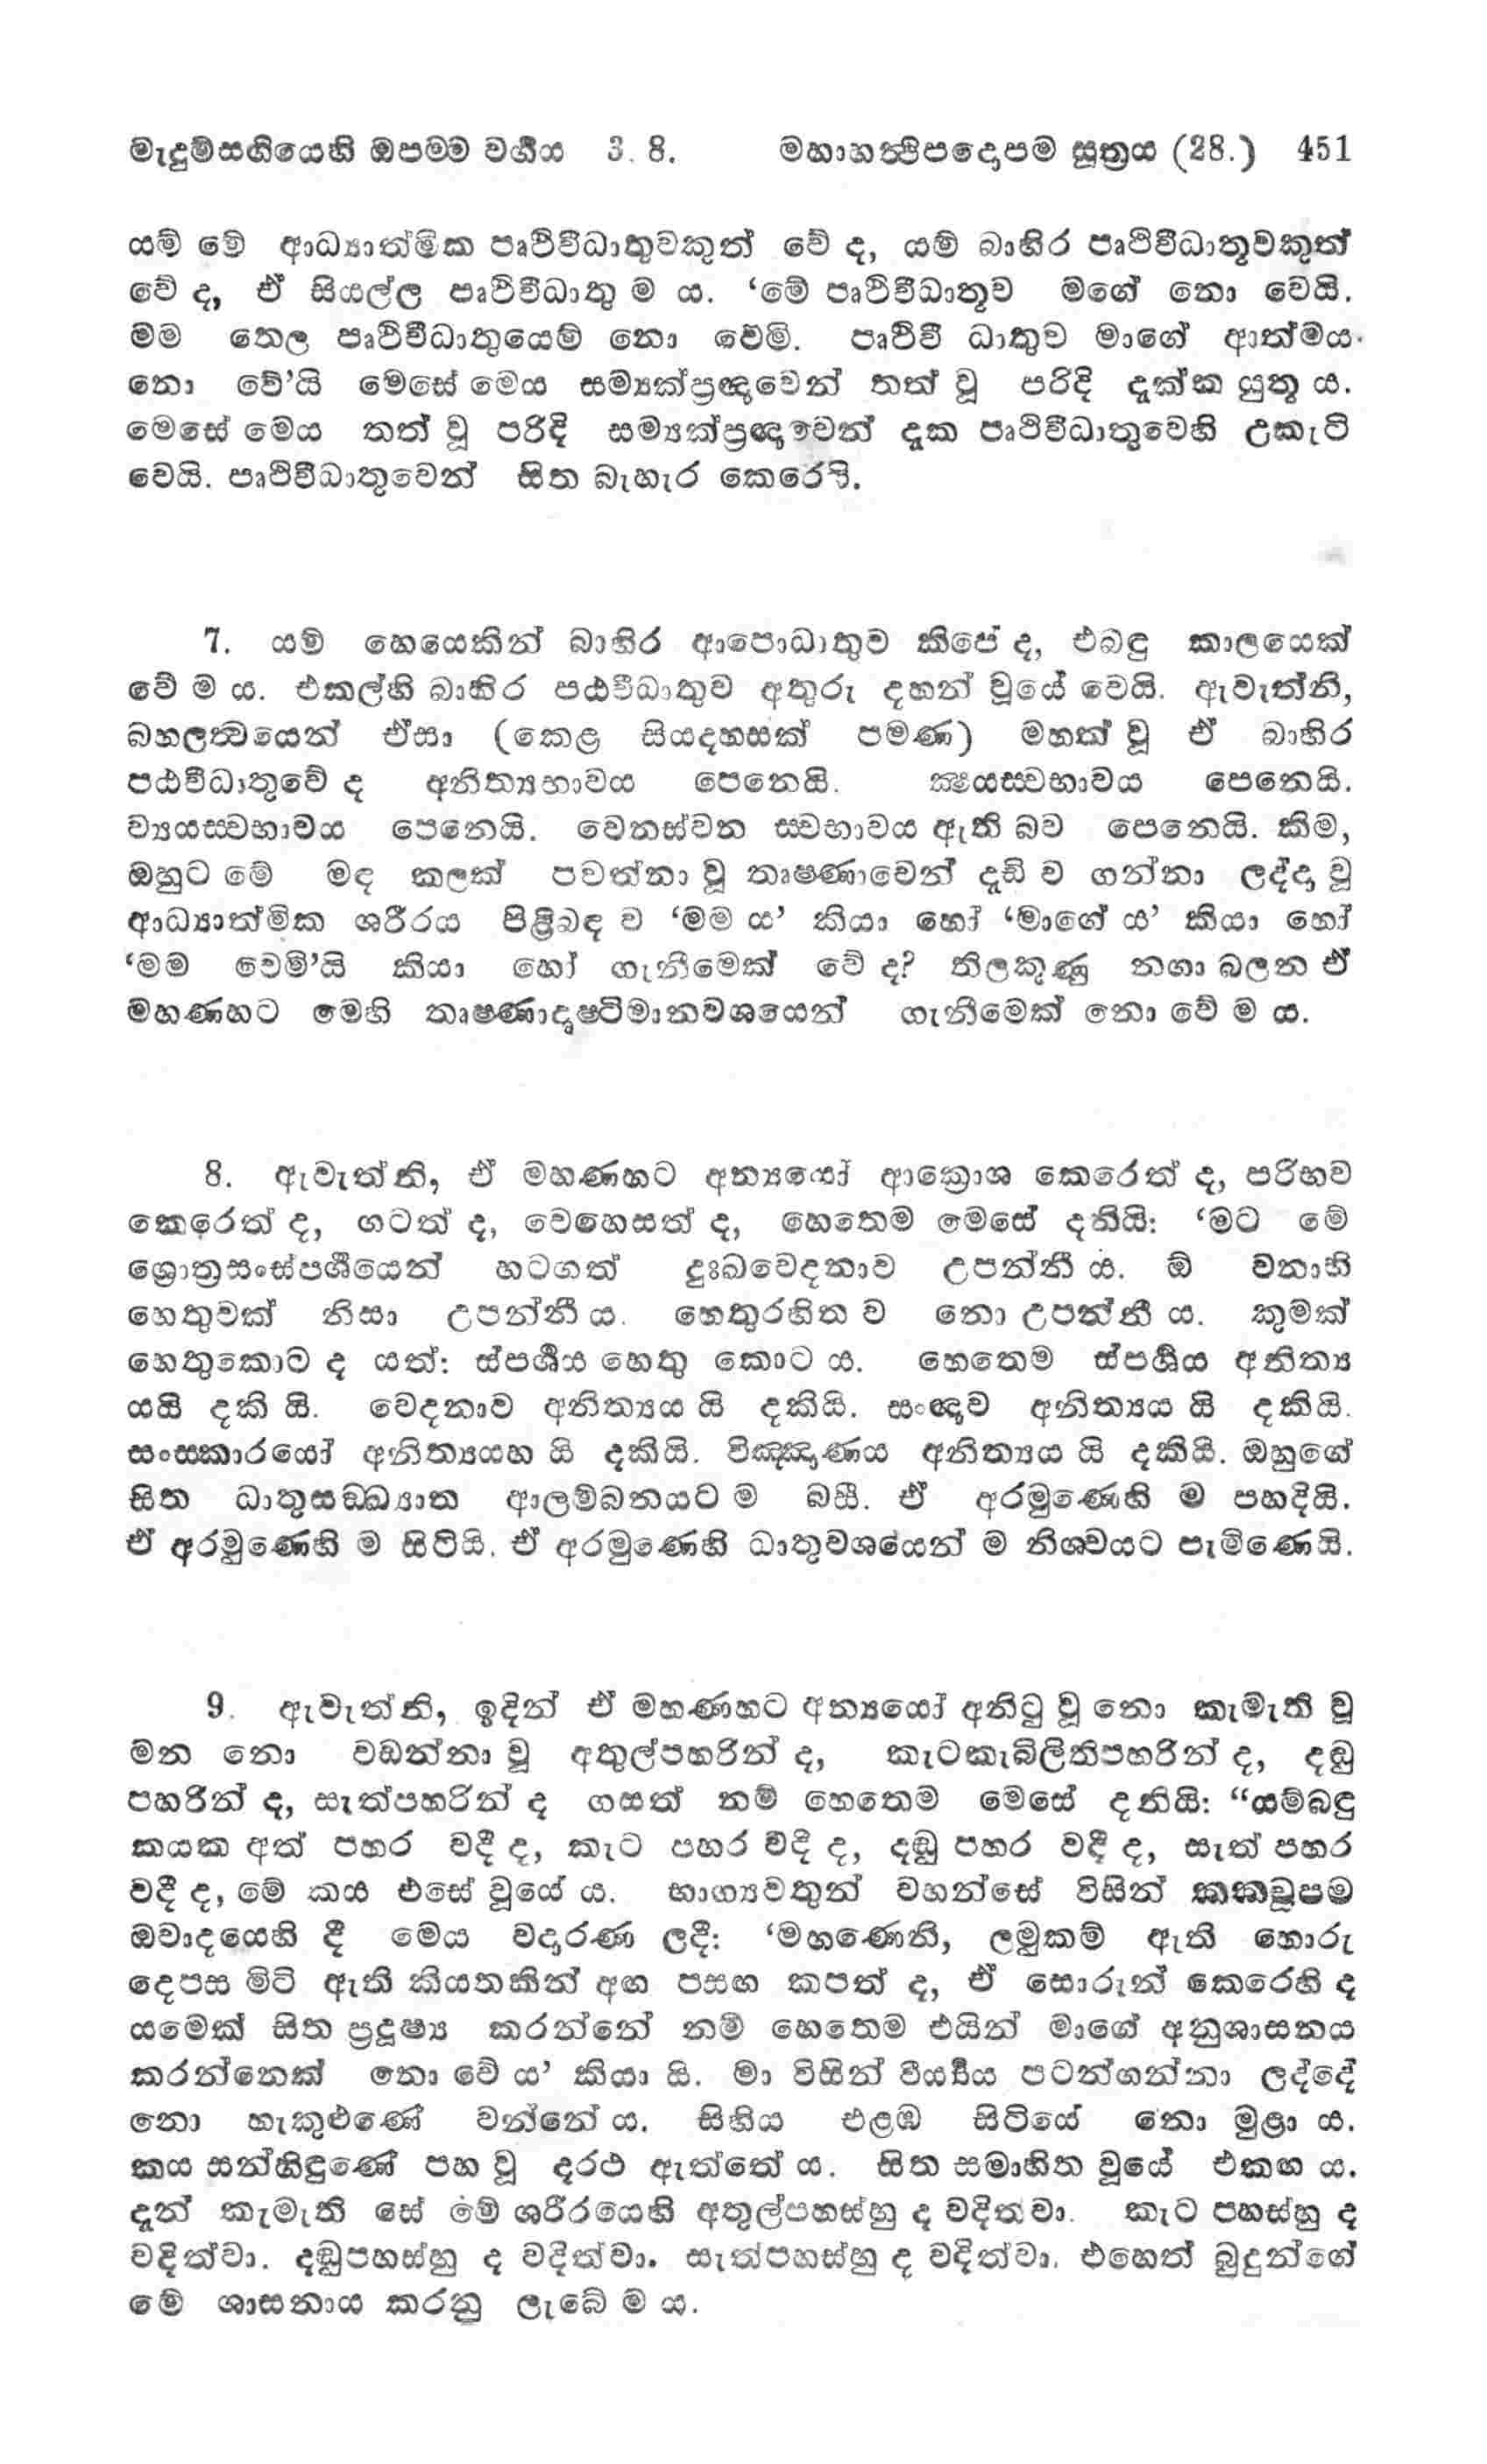 මැදුම්සඟියෙහි ඔපමම වර්‍ගය 3. 8. මහාහත්‍ථිපදොපම සූත්‍රය (28.) 451
යම් මේ ආධ්‍යාත්මික පෘථිවීධාතුවකුත් වේ ද, යම් බාහිර පෘථිවීධාතුවකුත්
වේ ද, ඒ සියල්ල පෘථිවීධාතු ම ය. ‘මේ පෘථිවීධාතුව මගේ නො වෙයි.
මම තෙල පෘථිවීධාතුයෙම් නො වෙමි. පෘථිවී ධාතුව මාගේ ආත්මය
නො වේ’යි මෙසේ මෙය සම්‍යක්ප්‍රඥාවෙන් තත් වූ පරිදි දැක්ක යුතු ය.
මෙසේ මෙය තත් වූ පරිදි සම්‍යක්ප්‍රඥාවෙන් දැක පෘථිවීධාතුවෙහි උකැටි
වෙයි. පෘථිවීධාතුවෙන් සිත බැහැර කෙරෙයි.
7. යම් හෙයෙකින් බාහිර ආපොධාතුව කිපේ ද, එබඳු කාලයෙක්
වේ ම ය. එකල්හි බාහිර පඨවීධාතුව අතුරු දහන් වූයේ වෙයි. ඇවැත්නි,
බහලත්‍වයෙන් ඒසා (කෙළ සියදහසක් පමණ) මහත් වූ ඒ බාහිර
පඨවීධාතුවේ ද අනිත්‍යභාවය පෙනෙයි. ක්‍ෂයස්‍වභාවය පෙනෙයි.
ව්‍යයස්‍වභාවය පෙනෙයි. වෙනස්වන ස්‍වභාවය ඇති බව පෙනෙයි. කිම,
ඔහුට මේ මඳ කලක් පවත්නා වූ තෘෂ්ණාවෙන් දැඩි ව ගන්නා ලද්දා වූ
ආධ්‍යාත්මික ශරීරය පිළිබඳ ව ‘මම ය’ කියා හෝ ‘මාගේ ය’ කියා හෝ
‘මම වෙමි’යි කියා හෝ ගැනීමෙක් වේ ද? තිලකුණු නගා බලන ඒ
මහණහට මෙහි තෘෂ්ණාදෘෂ්ටිමානවශයෙන් ගැනීමෙක් නො වේ ම ය.
8. ඇවැත්නි, ඒ මහණහට අන්‍යයෝ ආක්‍රොශ කෙරෙත් ද, පරිභව
කෙරෙත් ද, ගටත් ද, වෙහෙසත් ද, හෙතෙම මෙසේ දනියි: ‘මට මේ
ශ්‍රොත්‍රසංස්පර්‍ශයෙන් හටගත් දුඃඛවෙදනාව උපන්නී ය. ඕ වනාහි
හෙතුවක් නිසා උපන්නී ය. හෙතුරහිත ව නො උපන්නී ය. කුමක්
හෙතුකොට ද යත්: ස්පර්‍ශය හෙතු කොට ය. හෙතෙම ස්පර්‍ශය අනිත්‍ය
යයි දකි යි. වෙදනාව අනිත්‍යය යි දකියි. සංඥාව අනිත්‍යය යි දකියි.
සංස්කාරයෝ අනිත්‍යයහ යි දකියි. විඤ්ඤාණය අනිත්‍යය යි දකියි. ඔහුගේ
සිත ධාතුසඞ්ඛ්‍යාත ආලම්බනයට ම බසී. ඒ අරමුණෙහි ම පහදියි.
ඒ අරමුණෙහි ම සිටියි. ඒ අරමුණෙහි ධාතුවශයෙන් ම නිශ්චයට පැමිණෙයි.
9. ඇවැත්නි, ඉදින් ඒ මහණහට අන්‍යයෝ අනිටු වූ නො කැමැති වූ
මන නො වඩන්නා වූ අතුල්පහරින් ද, කැටකැබිලිතිපහරින් ද, දඬු
පහරින් ද, සැත්පහරින් ද ගසත් නම් හෙතෙම මෙසේ දනියි: “යම්බඳු
කයක අත් පහර වදී ද, කැට පහර වදි ද, දඬු පහර වදී ද, සැත් පහර
වදී ද, මේ කය එසේ වූයේ ය. භාග්‍යවතුන් වහන්සේ විසින් කකචූපම
ඔවාදයෙහි දී මෙය වදාරණ ලදී: ‘මහණෙනි, ලමුකම් ඇති හොරු
දෙපස මිටි ඇති කියතකින් අඟ පසඟ කපත් ද, ඒ සොරුන් කෙරෙහි ද
යමෙක් සිත ප්‍රදුෂ්‍ය කරන්නේ නම් හෙතෙම එයින් මාගේ අනුශාසනය
කරන්නෙක් නො වේ ය’ කියා යි. මා විසින් වීර්‍ය්‍යය පටන්ගන්නා ලද්දේ
නො හැකුළුණේ වන්නේ ය. සිහිය එළඹ සිටියේ නො මුළා ය.
කය සන්හිඳුණේ පහ වූ දරථ ඇත්තේ ය. සිත සමාහිත වූයේ එකඟ ය.
දැන් කැමැති සේ මේ ශරීරයෙහි අතුල්පහස්හු ද වදිත්වා. කැට පහස්හු ද
වදිත්වා. දඬුපහස්හු ද වදිත්වා. සැත්පහස්හු ද වදිත්වා. එහෙත් බුදුන්ගේ
මේ ශාසනාය කරනු ලැබේ ම ය.